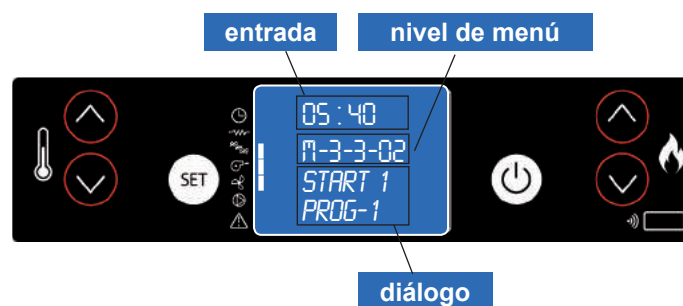 entrada
nivel de menú
05:40
M-3-3-02
START 1
PROG-1
SET
diálogo